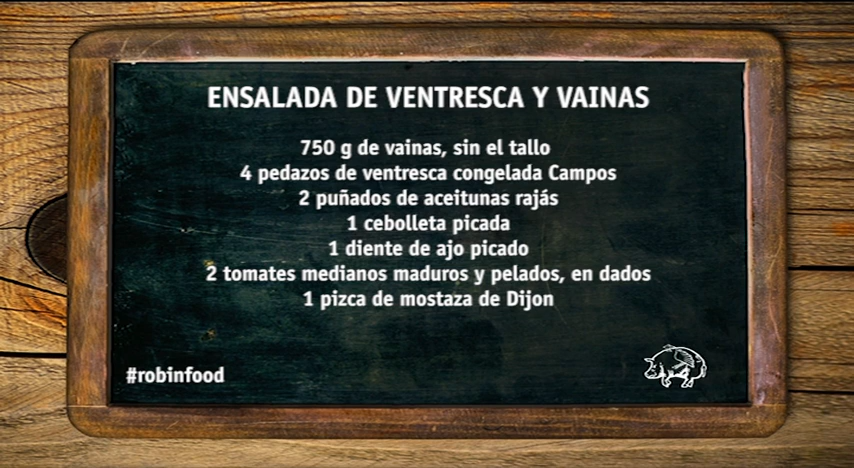 ENSALADA DE VENTRESCA Y VAINAS
750 g de vainas, sin el tallo
4 pedazos de ventresca congelada Campos
2 puñados de aceitunas rajás
1 cebolleta picada
1 diente de ajo picado
2 tomates medianos maduros y pelados, en dados
1 pizca de mostaza de Dijon
#robinfood